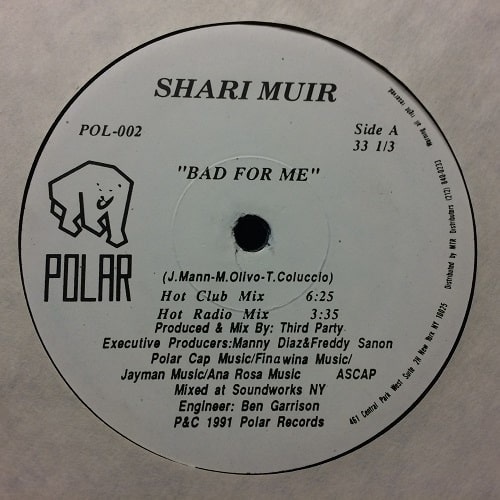 SHARI MUIR
POL-002
Side A
33 1/3
"BAD FOR ME"
POLAR
(J.Mann-M.Olivo-T.Coluccio)
Hot Club Mix 6:25
Hot Radio Mix 3:35
Produced & Mix By: Third Party
Executive Producers:Manny Diaz&Freddy Sanon
Polar Cap Music/Finawina Music/
Jayman Music/Ana Rosa Music ASCAP
Mixed at Soundworks NY
Engineer: Ben Garrison
P&C 1991 Polar Records
461 Central Park West Suite 2N New York NY 10025
Distributed by MTR Distributors (212)